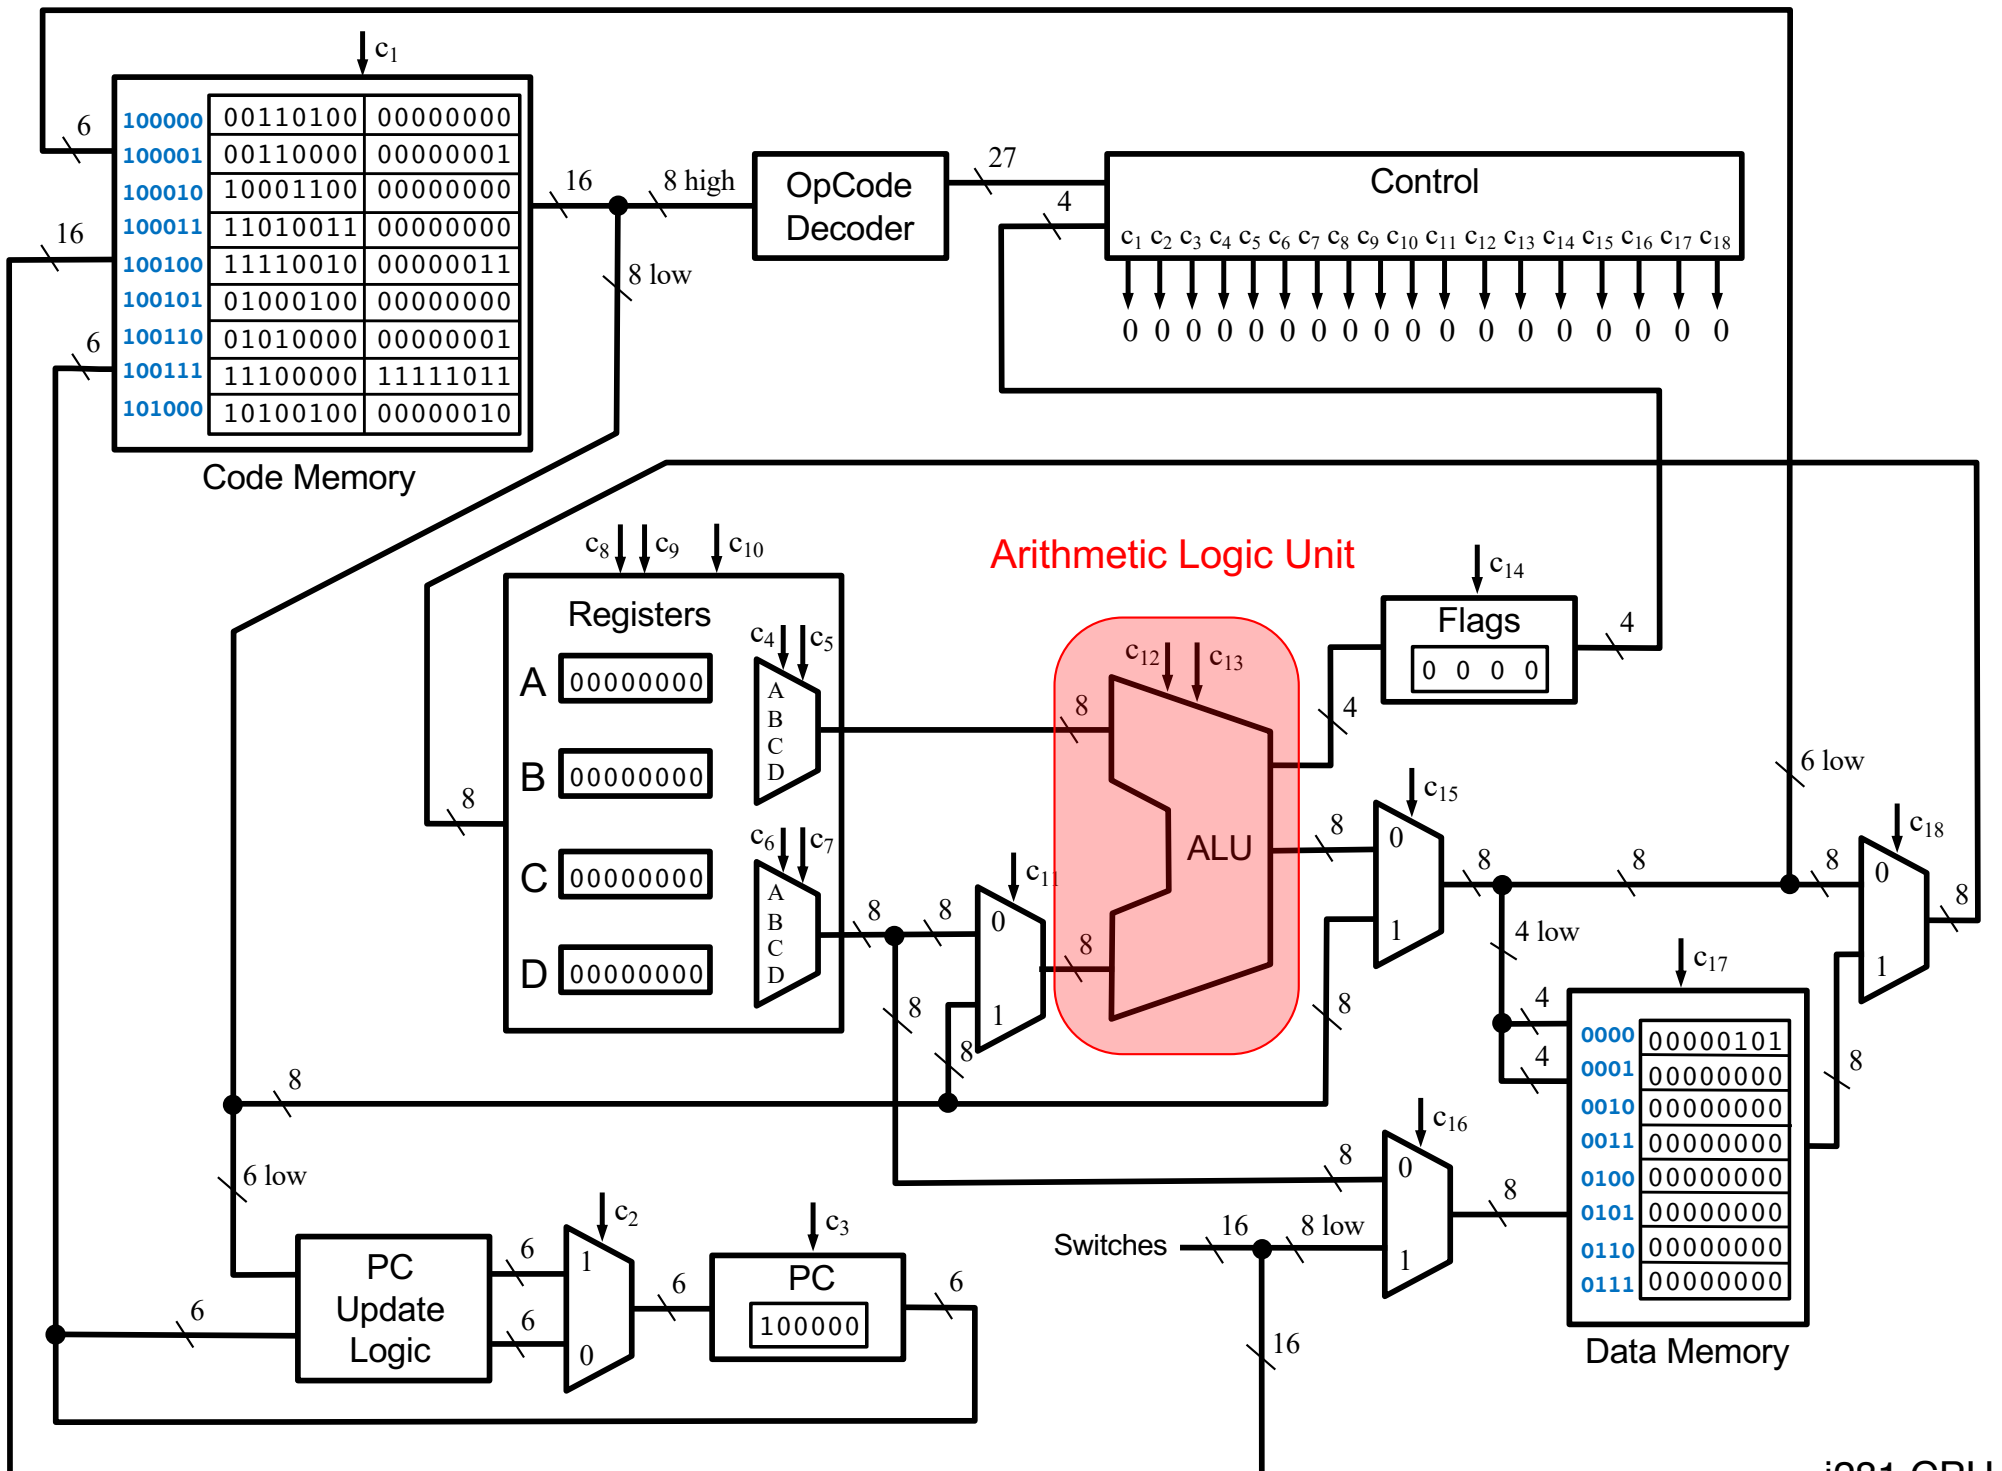 c1
6
100000 00110100 00000000
100001 00110000 00000001
100010 10001100 00000000
100011 11010011 00000000
100100 11110010 00000011
100101 01000100 00000000
100110 01010000 00000001
100111 11100000 11111011
101000 10100100 00000010
16
6
Code Memory
16
8 high
8 low
OpCode
Decoder
27
4
Control
c1 c2 c3 c4 c5 c6 c7 c8 c9 c10 c11 c12 c13 c14 c15 c16 c17 c18
0 0 0 0 0 0 0 0 0 0 0 0 0 0 0 0 0 0
c8 c9 c10
Registers
A 00000000
B 00000000
C 00000000
D 00000000
8
c4 c5
A
B
C
D
c6 c7
A
B
C
D
8
8
8
c11
0
1
8
8
Arithmetic Logic Unit
c12 c13
8
8
ALU
c14
Flags
0 0 0 0
4
4
8
c15
0
1
8
8
8
4 low
6 low
8
c18
0
1
8
c17
4
4
0000 00000101
0001 00000000
0010 00000000
0011 00000000
0100 00000000
0101 00000000
0110 00000000
0111 00000000
Data Memory
8
c16
0
1
8
8
Switches
16
8 low
16
6 low
PC
Update
Logic
6
6
6
c2
1
0
6
c3
PC
100000
6